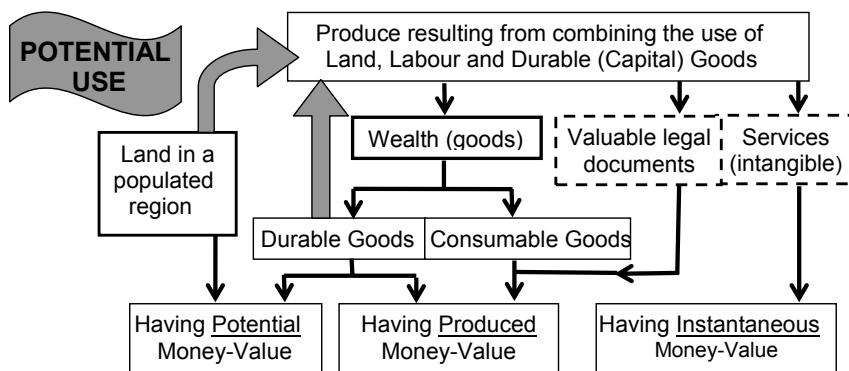 POTENTIAL
USE
Produce resulting from combining the use of
Land, Labour and Durable (Capital) Goods
Land in a
populated
region
Wealth (goods)
Valuable legal
documents
Services
(intangible)
Durable Goods
Consumable Goods
Having Potential
Money-Value
Having Produced
Money-Value
Having Instantaneous
Money-Value